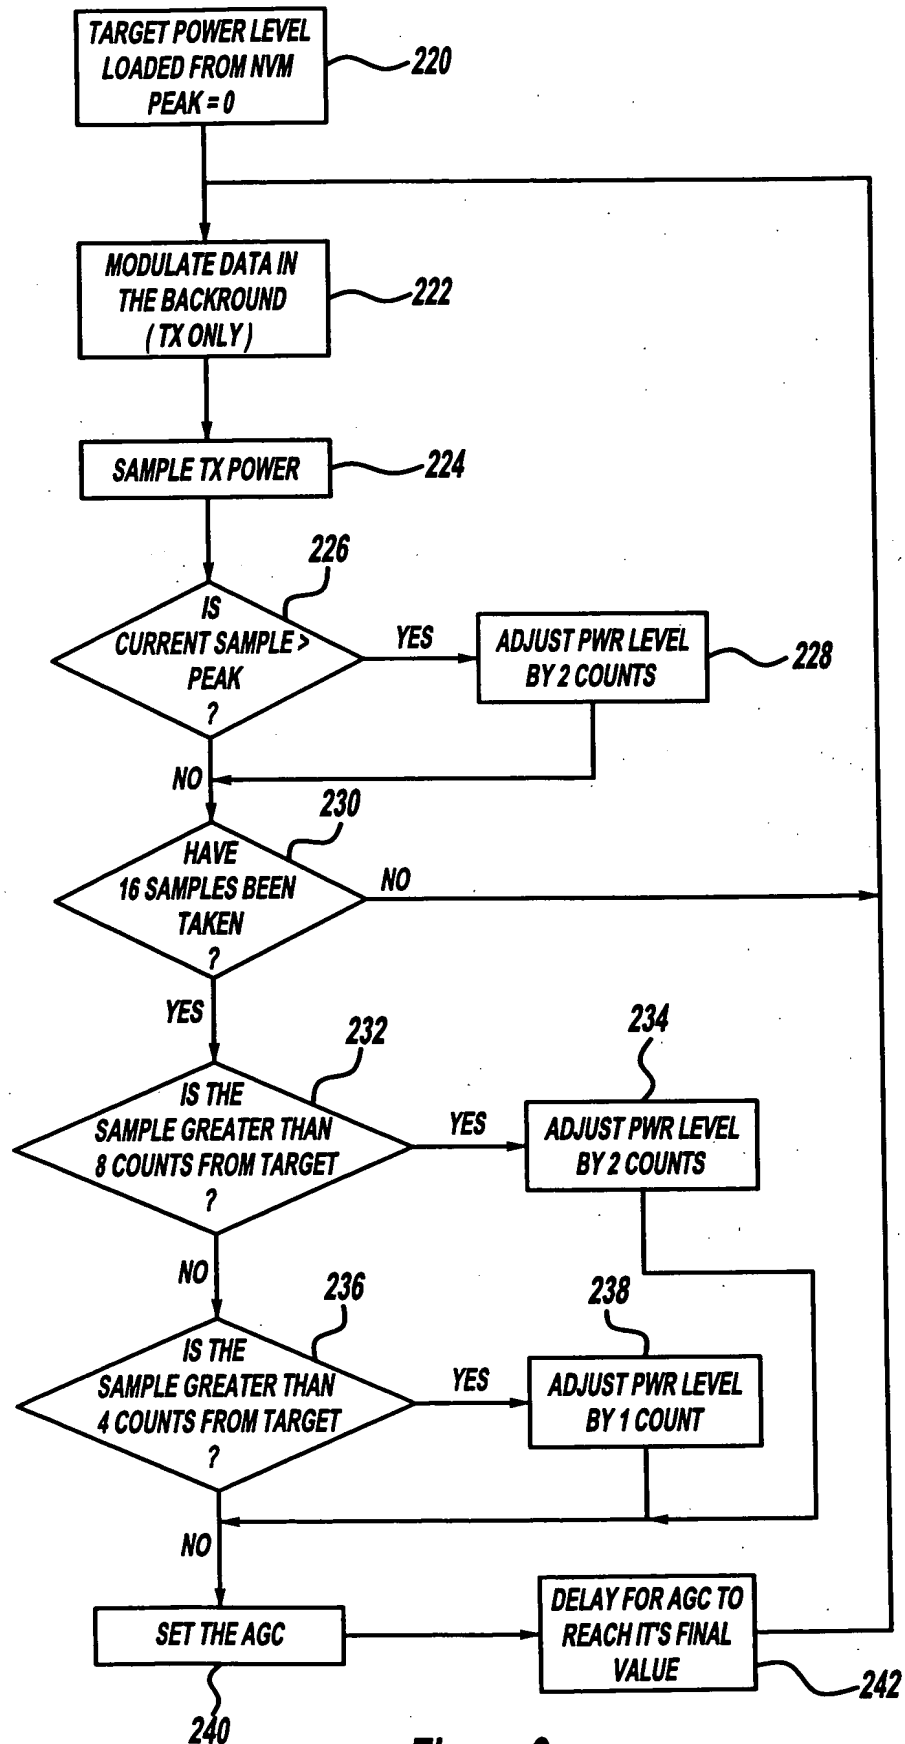 TARGET POWER LEVEL
LOADED FROM NVM
PEAK = 0
220
MODULATE DATA IN
THE BACKROUND
( TX ONLY )
222
SAMPLE TX POWER
224
226
IS
CURRENT SAMPLE >
PEAK
?
YES
ADJUST PWR LEVEL
BY 2 COUNTS
228
NO
230
HAVE
16 SAMPLES BEEN
TAKEN
?
NO
YES
232
234
IS THE
SAMPLE GREATER THAN
8 COUNTS FROM TARGET
?
YES
ADJUST PWR LEVEL
BY 2 COUNTS
NO
236
238
IS THE
SAMPLE GREATER THAN
4 COUNTS FROM TARGET
?
YES
ADJUST PWR LEVEL
BY 1 COUNT
NO
SET THE AGC
240
DELAY FOR AGC TO
REACH IT'S FINAL
VALUE
242